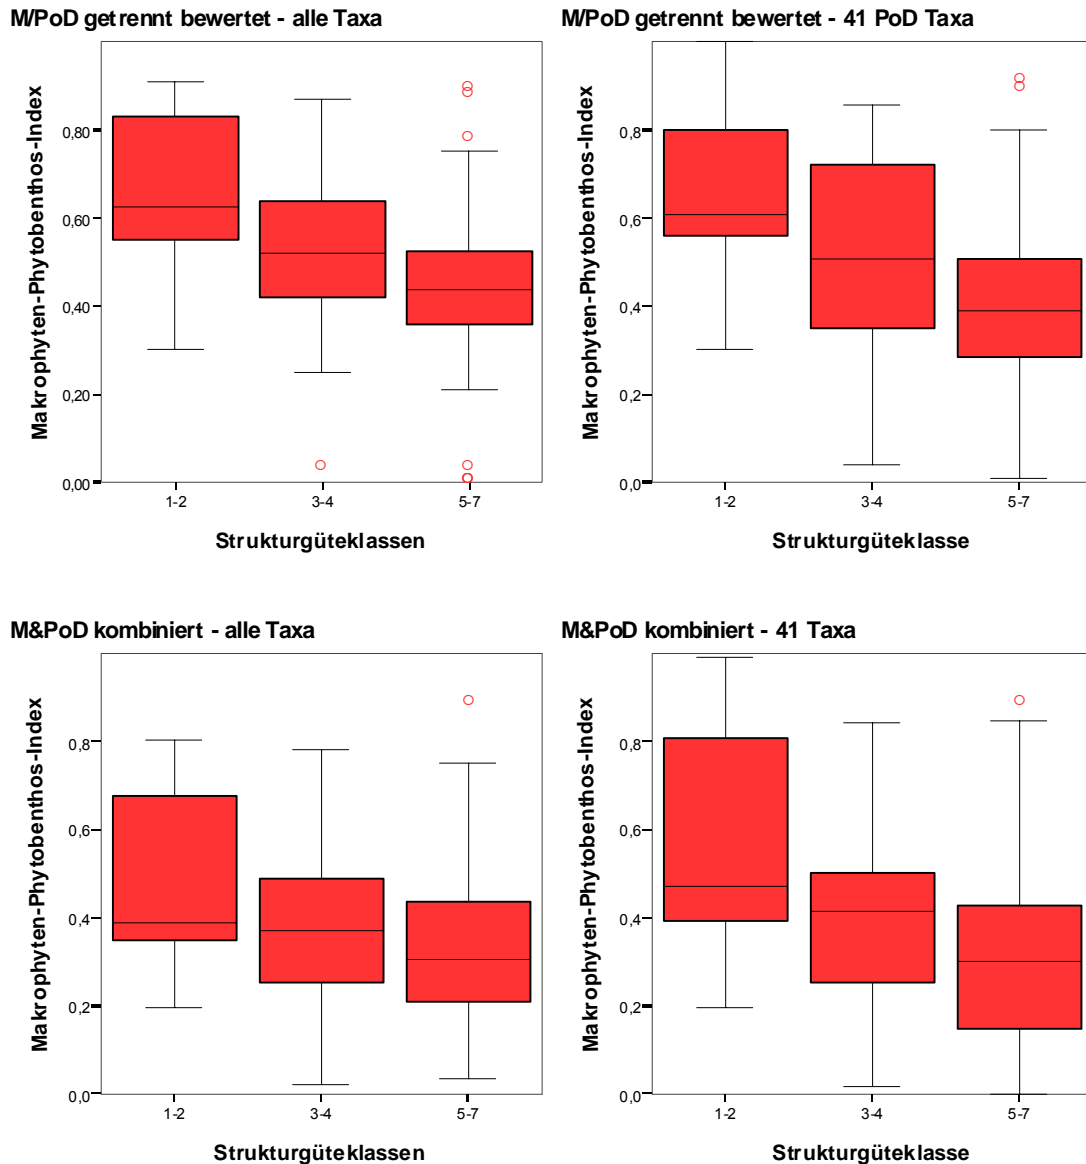 M/PoD getrennt bewertet - alle Taxa
Makrophyten-Phytobenthos-Index
0,80
0,60
0,40
0,20
0,00
1-2
3-4
5-7
Strukturgüteklassen
M/PoD getrennt bewertet - 41 PoD Taxa
Makrophyten-Phytobenthos-Index
0,8
0,6
0,4
0,2
0,0
1-2
3-4
5-7
Strukturgüteklasse
M&PoD kombiniert - alle Taxa
Makrophyten-Phytobenthos-Index
0,8
0,6
0,4
0,2
0,0
1-2
3-4
5-7
Strukturgüteklassen
M&PoD kombiniert - 41 Taxa
Makrophyten-Phytobenthos-Index
0,8
0,6
0,4
0,2
0,0
1-2
3-4
5-7
Strukturgüteklasse